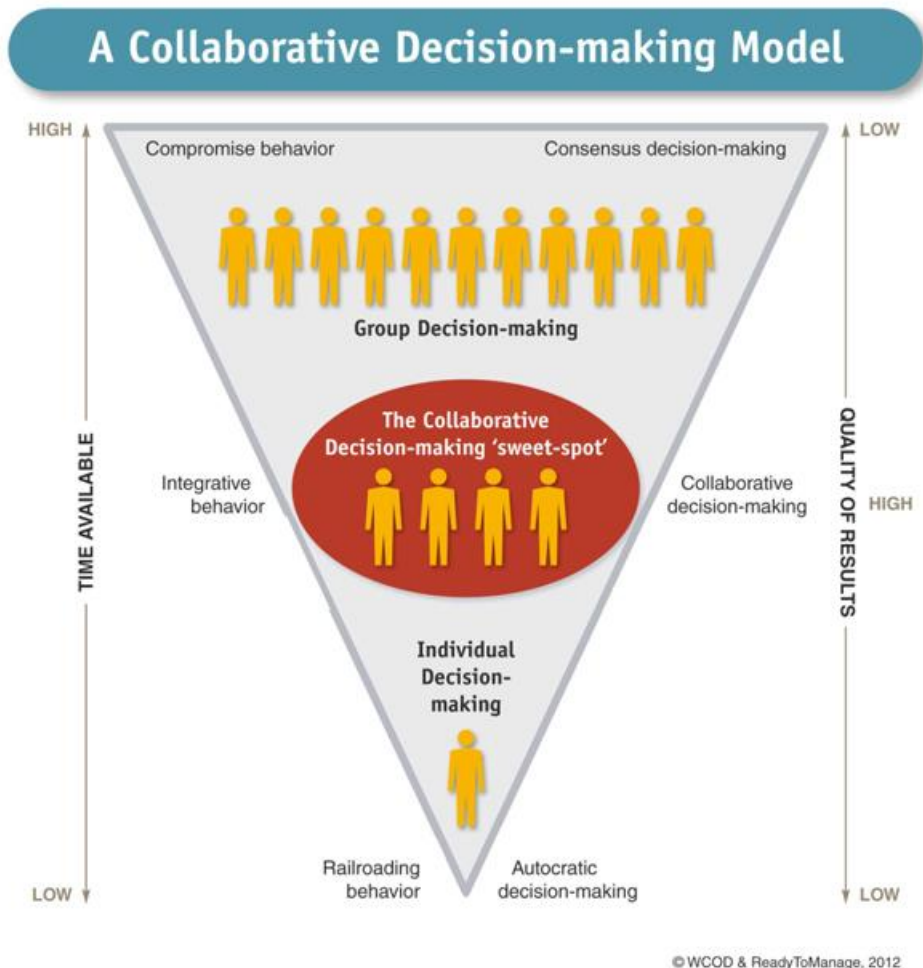 A Collaborative Decision-making Model
HIGH
LOW
Compromise behavior
Consensus decision-making
Group Decision-making
The Collaborative
Decision-making ‘sweet-spot’
TIME AVAILABLE
Integrative
behavior
Collaborative
decision-making
HIGH
QUALITY OF RESULTS
Individual
Decision-
making
Railroading
behavior
Autocratic
decision-making
LOW
LOW
© WCOD & ReadyToManage, 2012